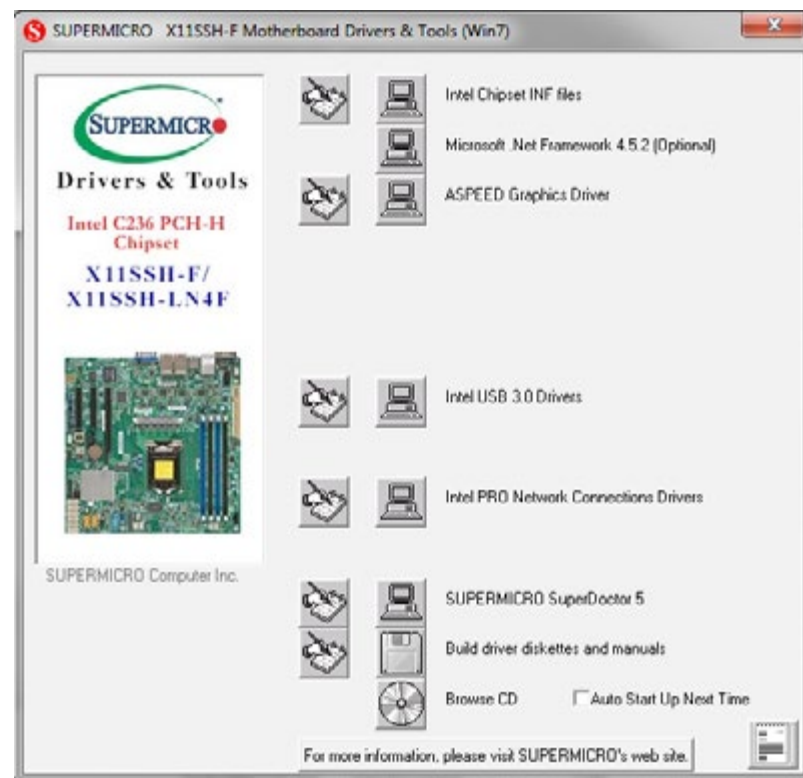 SUPERMICRO X11SSH-F Motherboard Drivers & Tools (Win7)
SUPERMICRO
Drivers & Tools
Intel C236 PCH-H
Chipset
X11SSH-F/
X11SSH-LN4F
SUPERMICRO Computer Inc.
Intel Chipset INF files
Microsoft .Net Framework 4.5.2 (Optional)
ASPEED Graphics Driver
Intel USB 3.0 Drivers
Intel PRO Network Connections Drivers
SUPERMICRO SuperDoctor 5
Build driver diskettes and manuals
Browse CD Auto Start Up Next Time
For more information, please visit SUPERMICRO's web site.